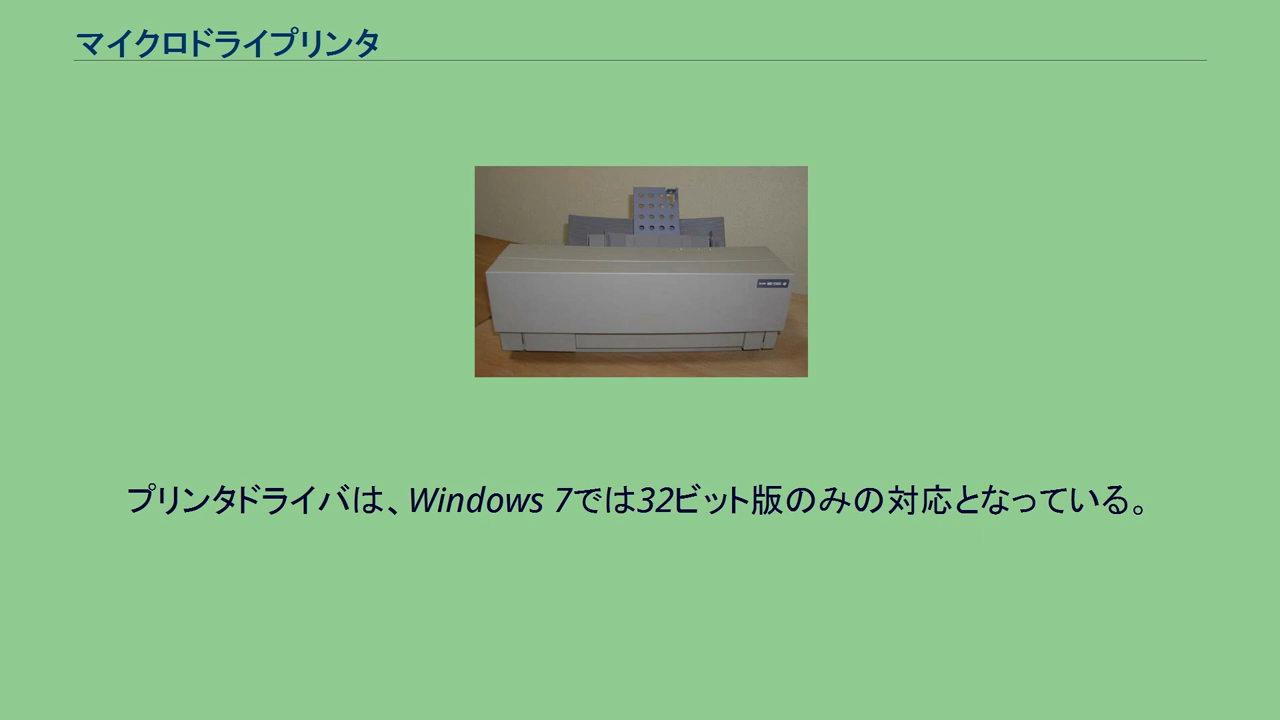 マイクロドライプリンタ
プリンタドライバは、Windows 7では32ビット版のみの対応となっている。